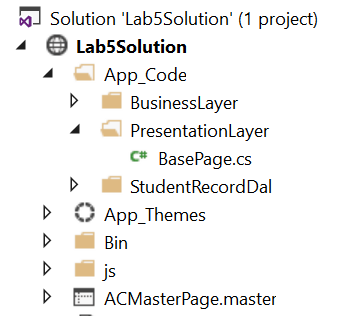 Solution 'Lab5Solution' (1 project)
Lab5Solution
App_Code
BusinessLayer
PresentationLayer
C# BasePage.cs
StudentRecordDal
App_Themes
Bin
js
ACMasterPage.master